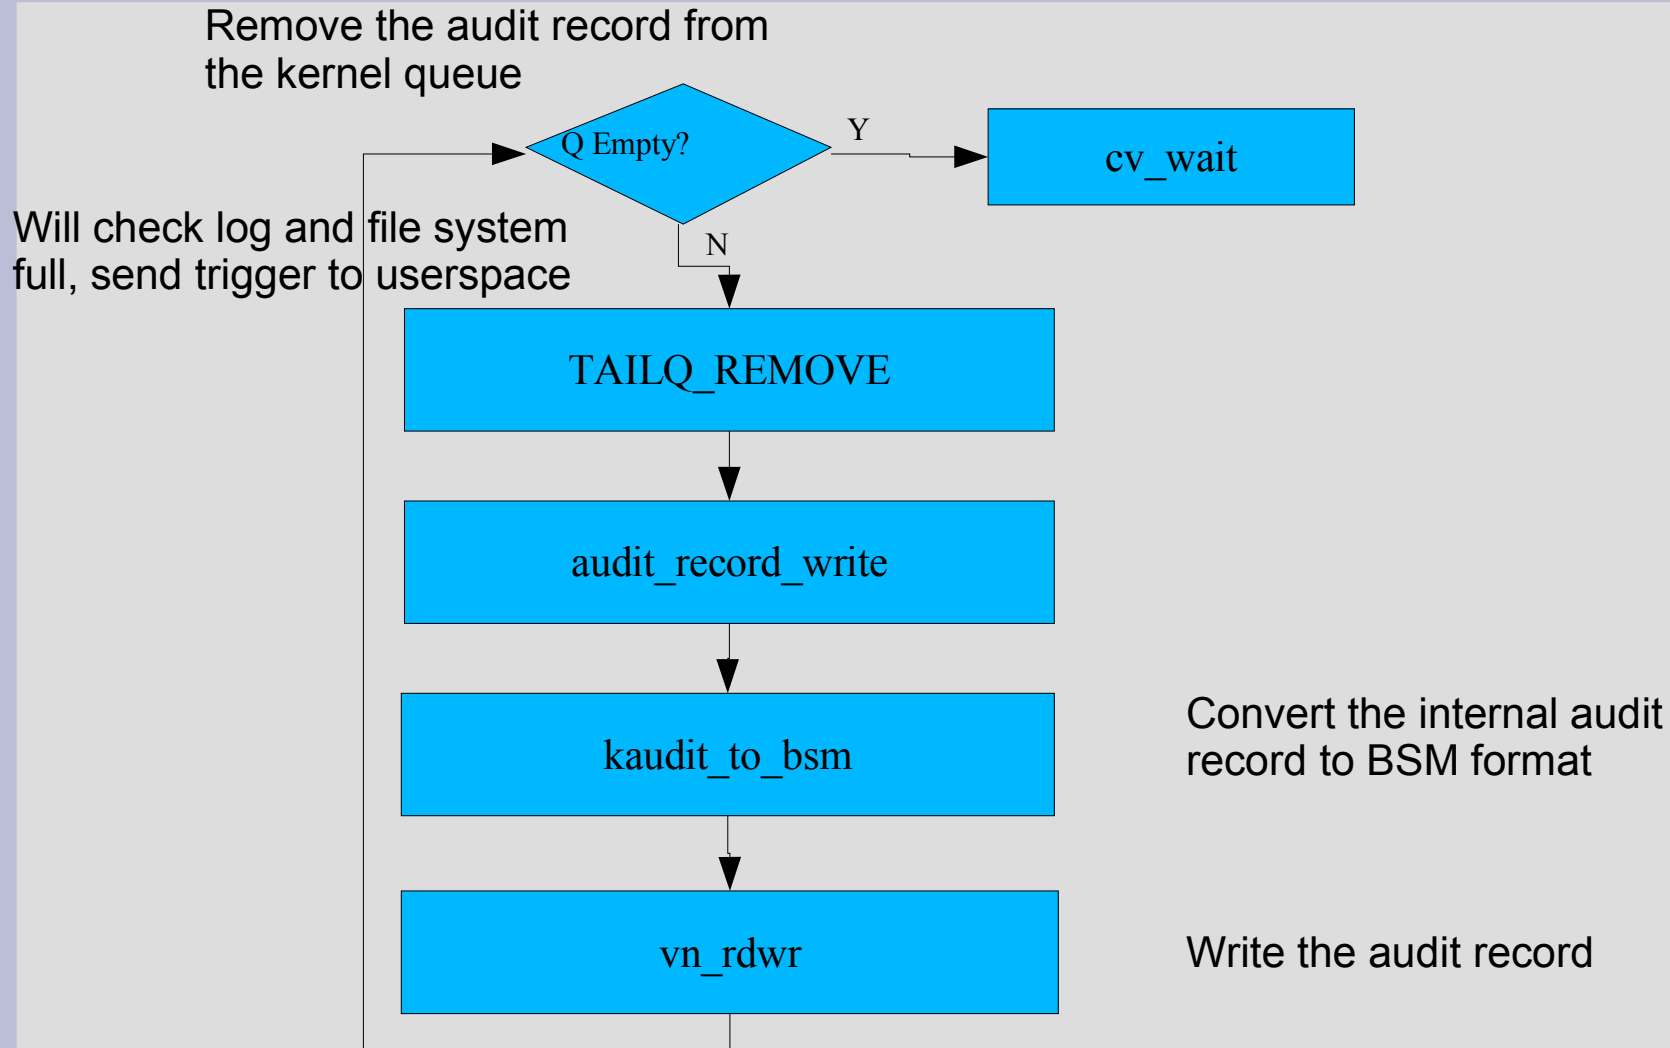 Remove the audit record from
the kernel queue
Q Empty?
Y
cv_wait
Will check log and file system
full, send trigger to userspace
N
TAILQ_REMOVE
audit_record_write
kaudit_to_bsm
Convert the internal audit
record to BSM format
vn_rdwr
Write the audit record